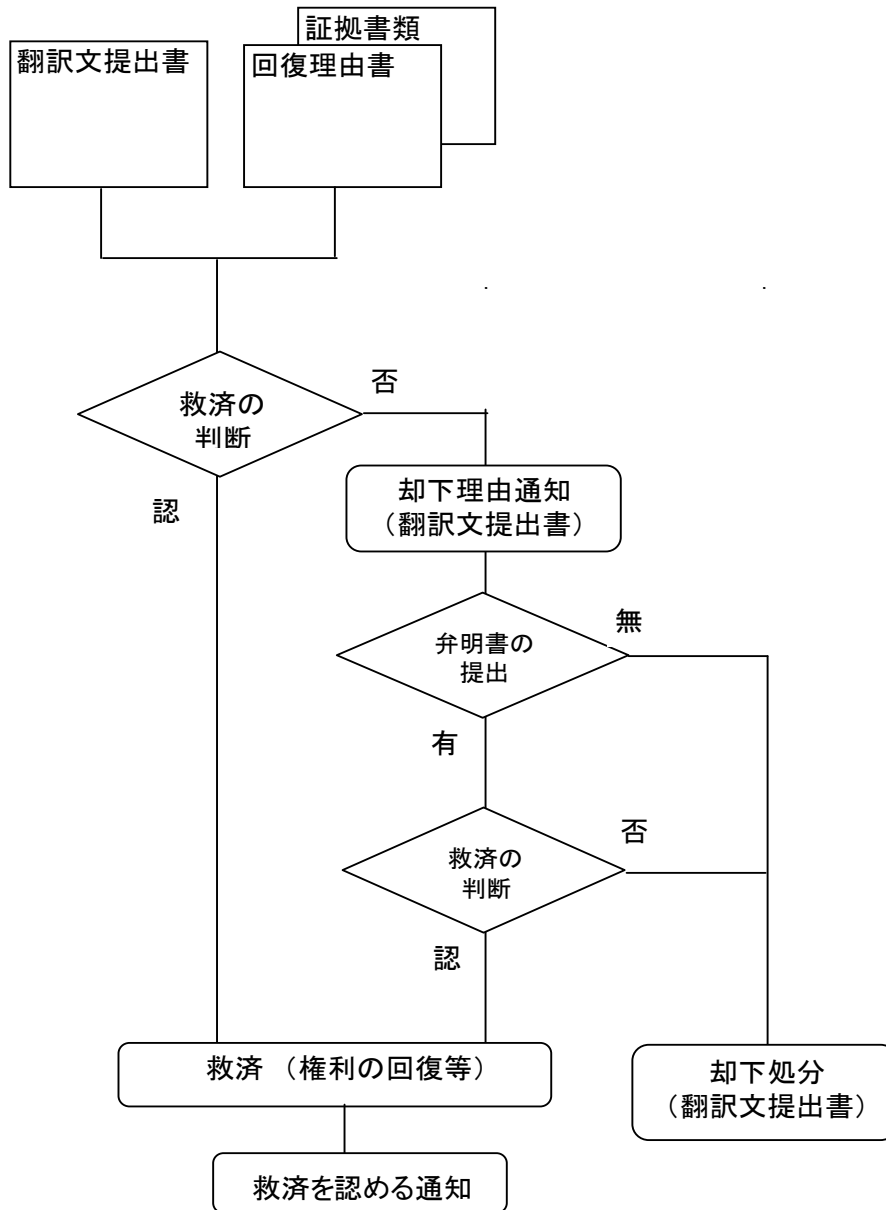 証拠書類
翻訳文提出書
回復理由書
救済の
判断
否
認
却下理由通知
（翻訳文提出書）
弁明書の
提出
無
有
救済の
判断
否
認
救済 （権利の回復等）
却下処分
（翻訳文提出書）
救済を認める通知